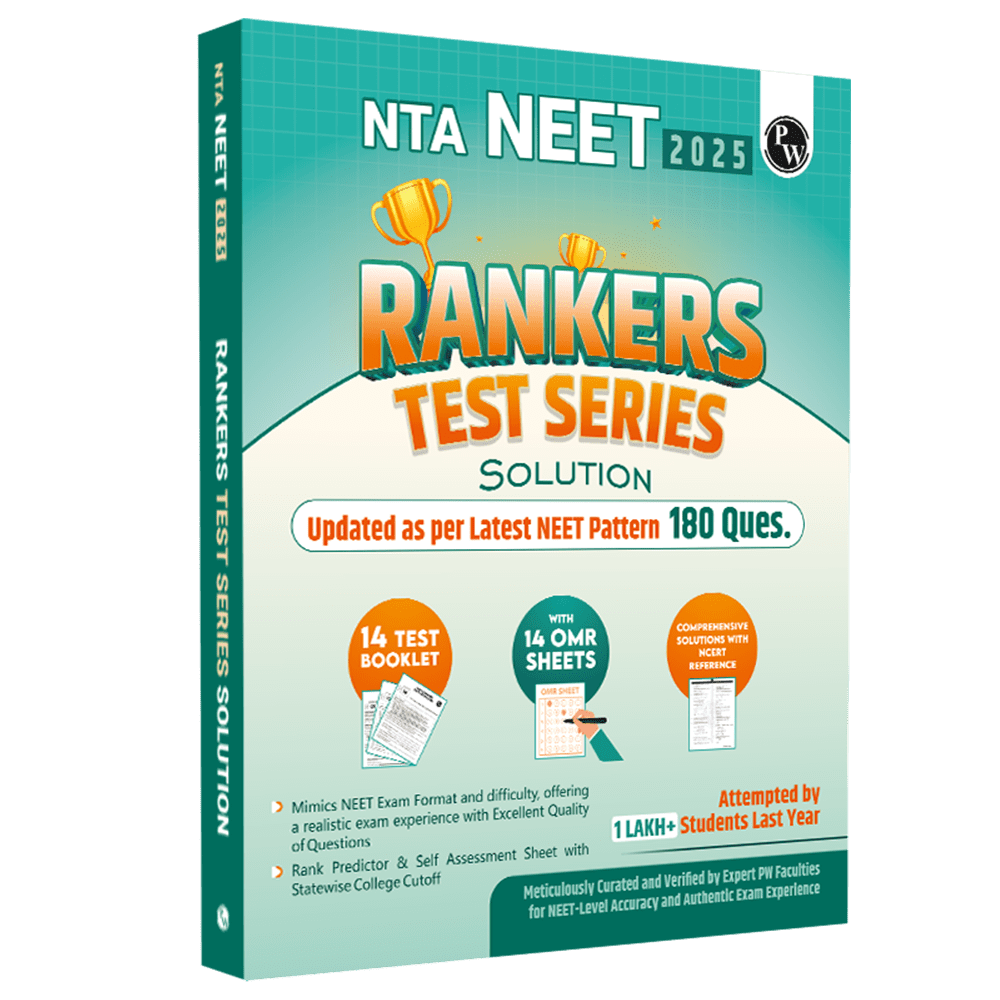 NTA NEET 2025
PW
RANKERS
TEST SERIES
SOLUTION
Updated as per Latest NEET Pattern 180 Ques.
14 TEST
BOOKLET
WITH
14 OMR
SHEETS
OMR SHEET
COMPREHENSIVE
SOLUTIONS WITH
NCERT
REFERENCE
Mimics NEET Exam Format and difficulty, offering
a realistic exam experience with Excellent Quality
of Questions
Rank Predictor & Self Assessment Sheet with
Statewise College Cutoff
Attempted by
1 LAKH+ Students Last Year
Meticulously Curated and Verified by Expert PW Faculties
for NEET-Level Accuracy and Authentic Exam Experience
NTA NEET 2025 RANKERS TEST SERIES SOLUTION PW